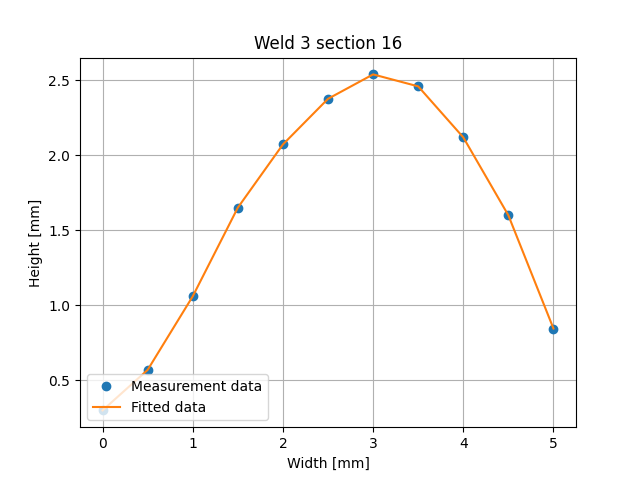 Weld 3 section 16
Height [mm]
2.5
2.0
1.5
1.0
0.5
Measurement data
Fitted data
0
1
2
3
4
5
Width [mm]